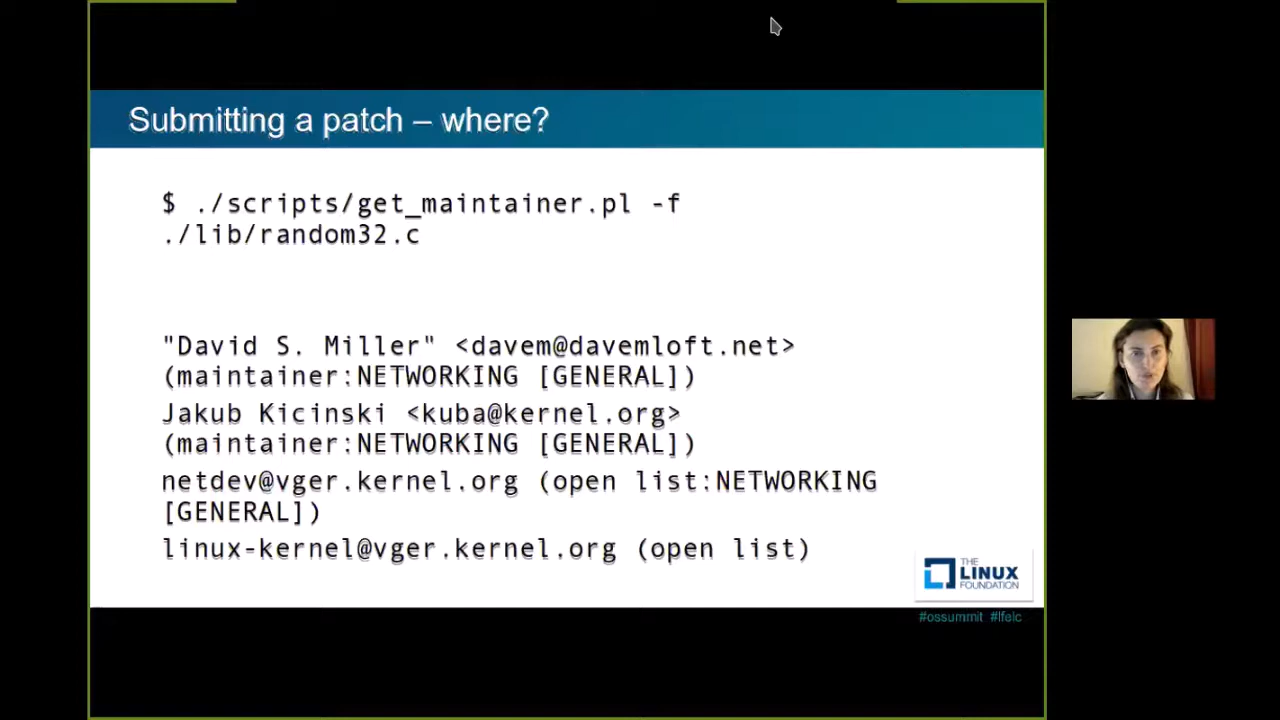 Submitting a patch – where?
$ ./scripts/get_maintainer.pl -f
./lib/random32.c
"David S. Miller" <davem@davemloft.net>
(maintainer:NETWORKING [GENERAL])
Jakub Kicinski <kuba@kernel.org>
(maintainer:NETWORKING [GENERAL])
netdev@vger.kernel.org (open list:NETWORKING
[GENERAL])
linux-kernel@vger.kernel.org (open list)
THE
LINUX
FOUNDATION
#ossummit #lfelc